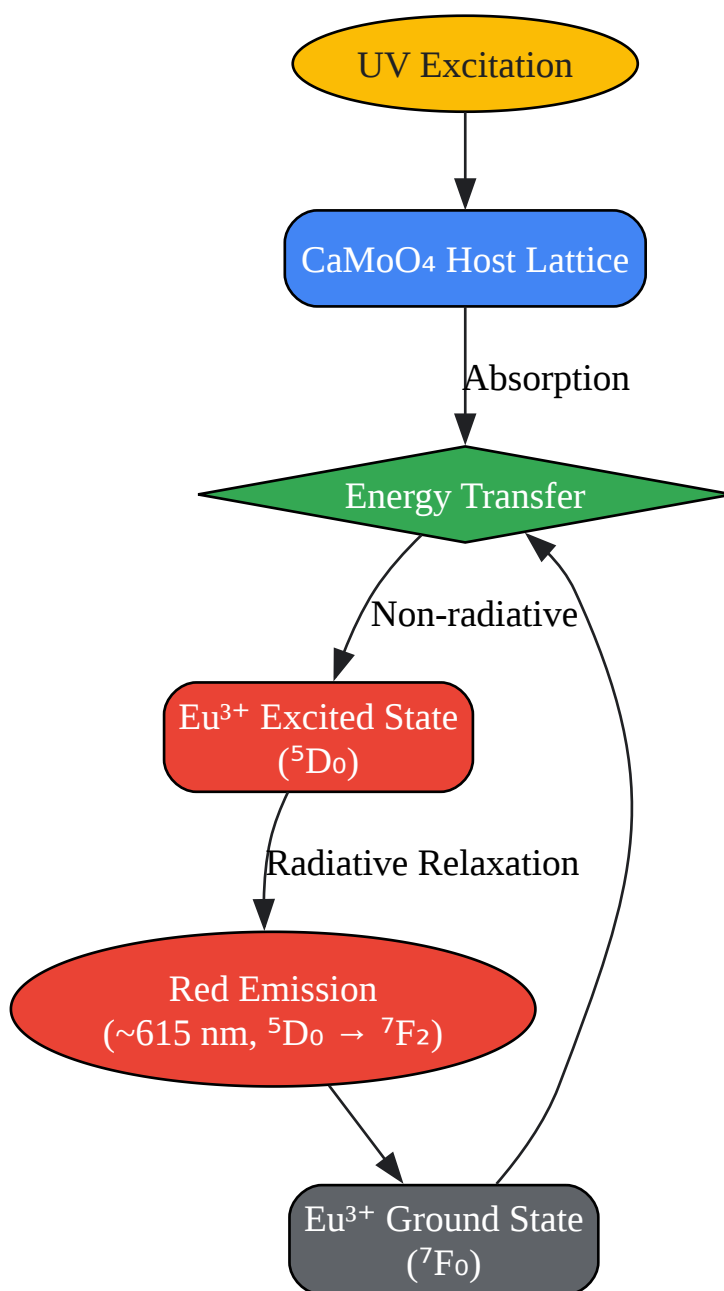 UV Excitation
CaMoO₄ Host Lattice
Absorption
Energy Transfer
Non-radiative
Eu³⁺ Excited State
(⁵D₀)
Radiative Relaxation
Red Emission
(~615 nm, ⁵D₀ → ⁷F₂)
Eu³⁺ Ground State
(⁷F₀)